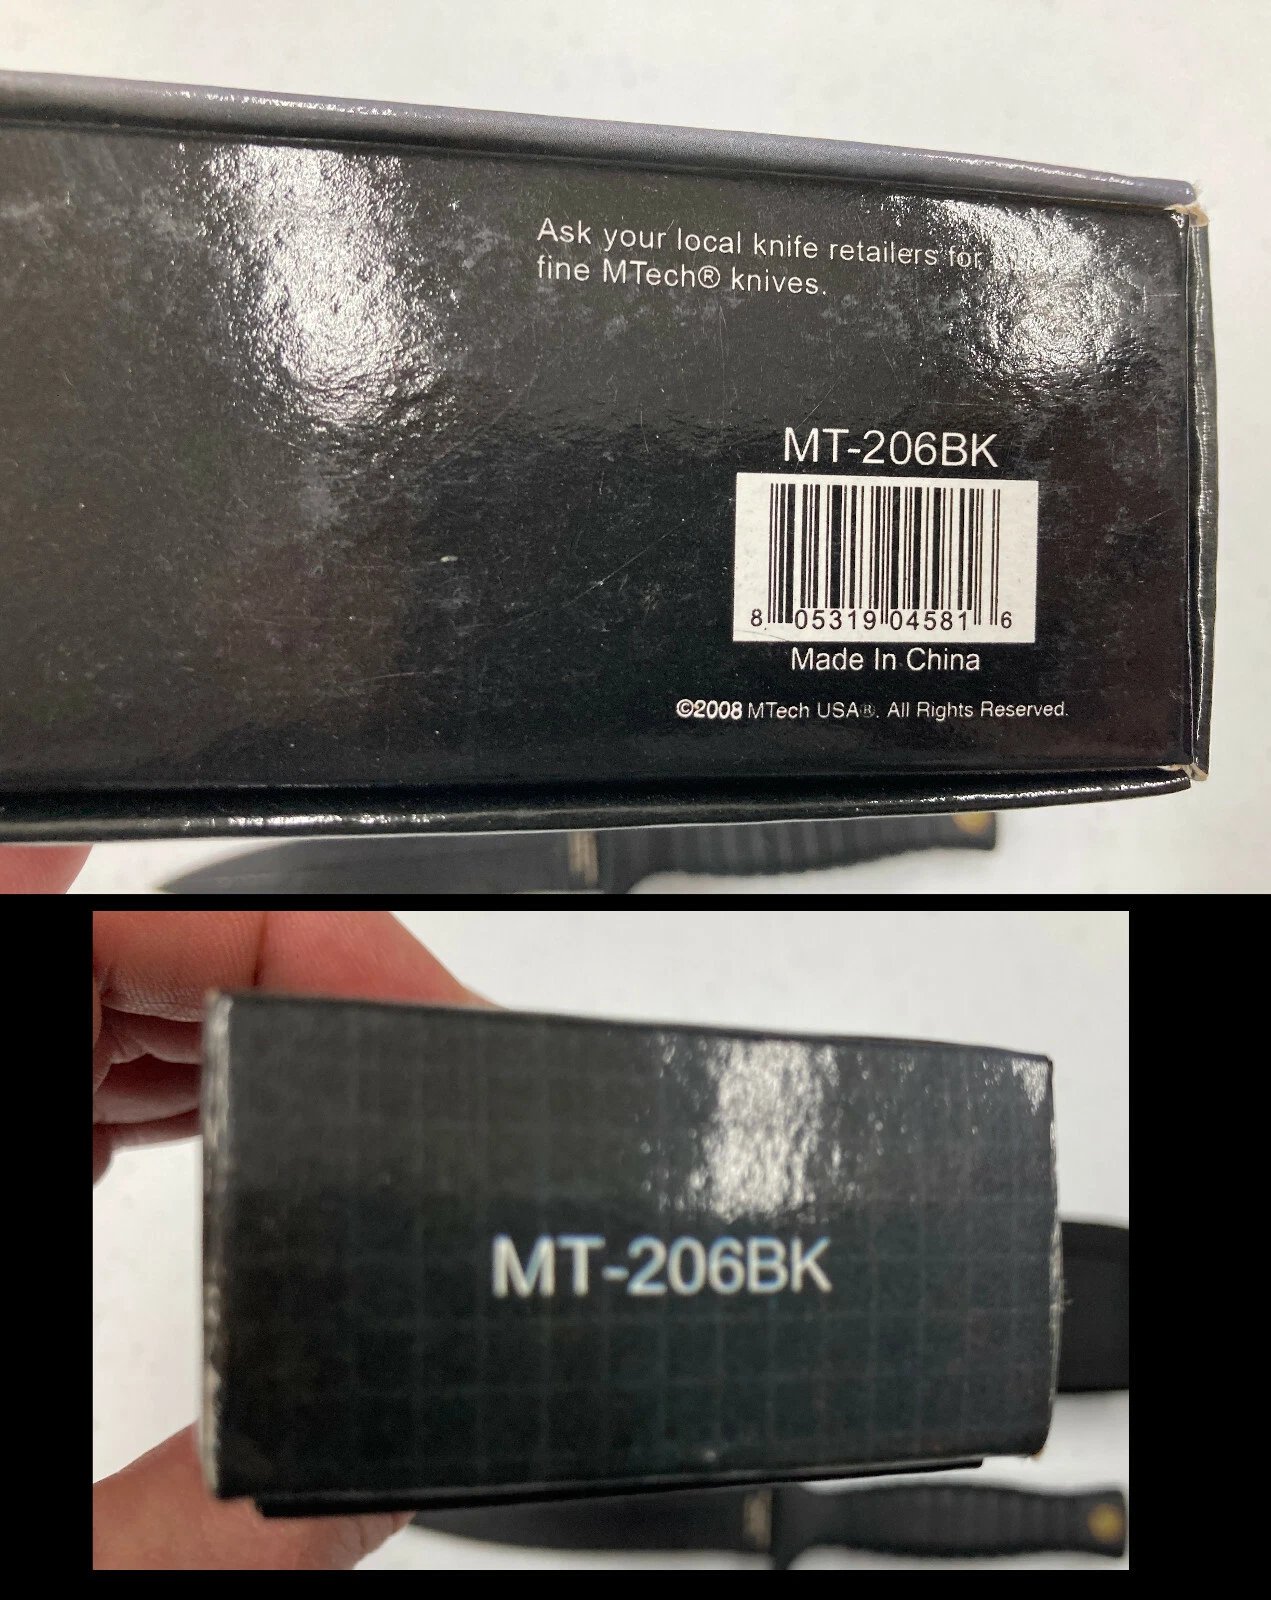 Ask your local knife retailers for
fine MTech® knives.
MT-206BK
8 05319 04581 6
Made In China
©2008 MTech USA®. All Rights Reserved.
MT-206BK